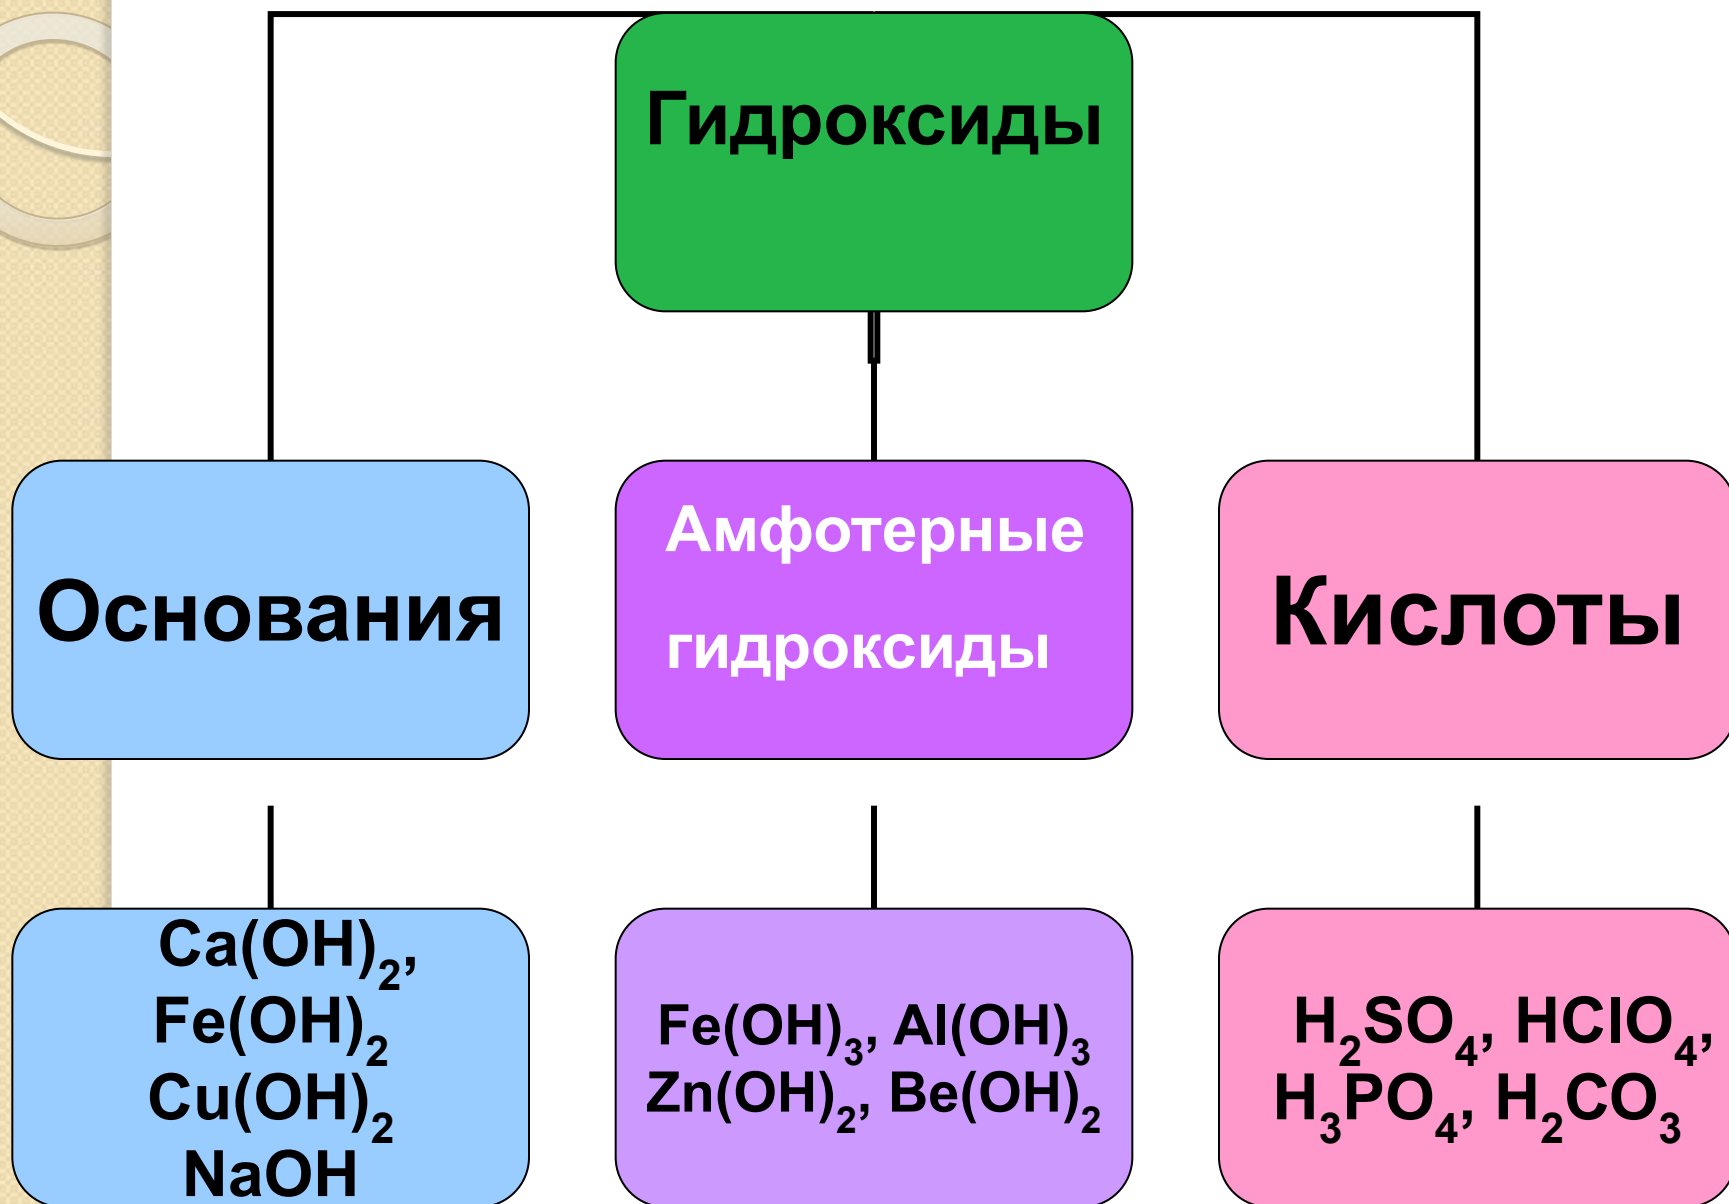 Гидроксиды
Основания
Амфотерные
гидроксиды
Кислоты
Ca(OH)₂,
Fe(OH)₂
Cu(OH)₂
NaOH
Fe(OH)₃, Al(OH)₃
Zn(OH)₂, Be(OH)₂
H₂SO₄, HClO₄,
H₃PO₄, H₂CO₃